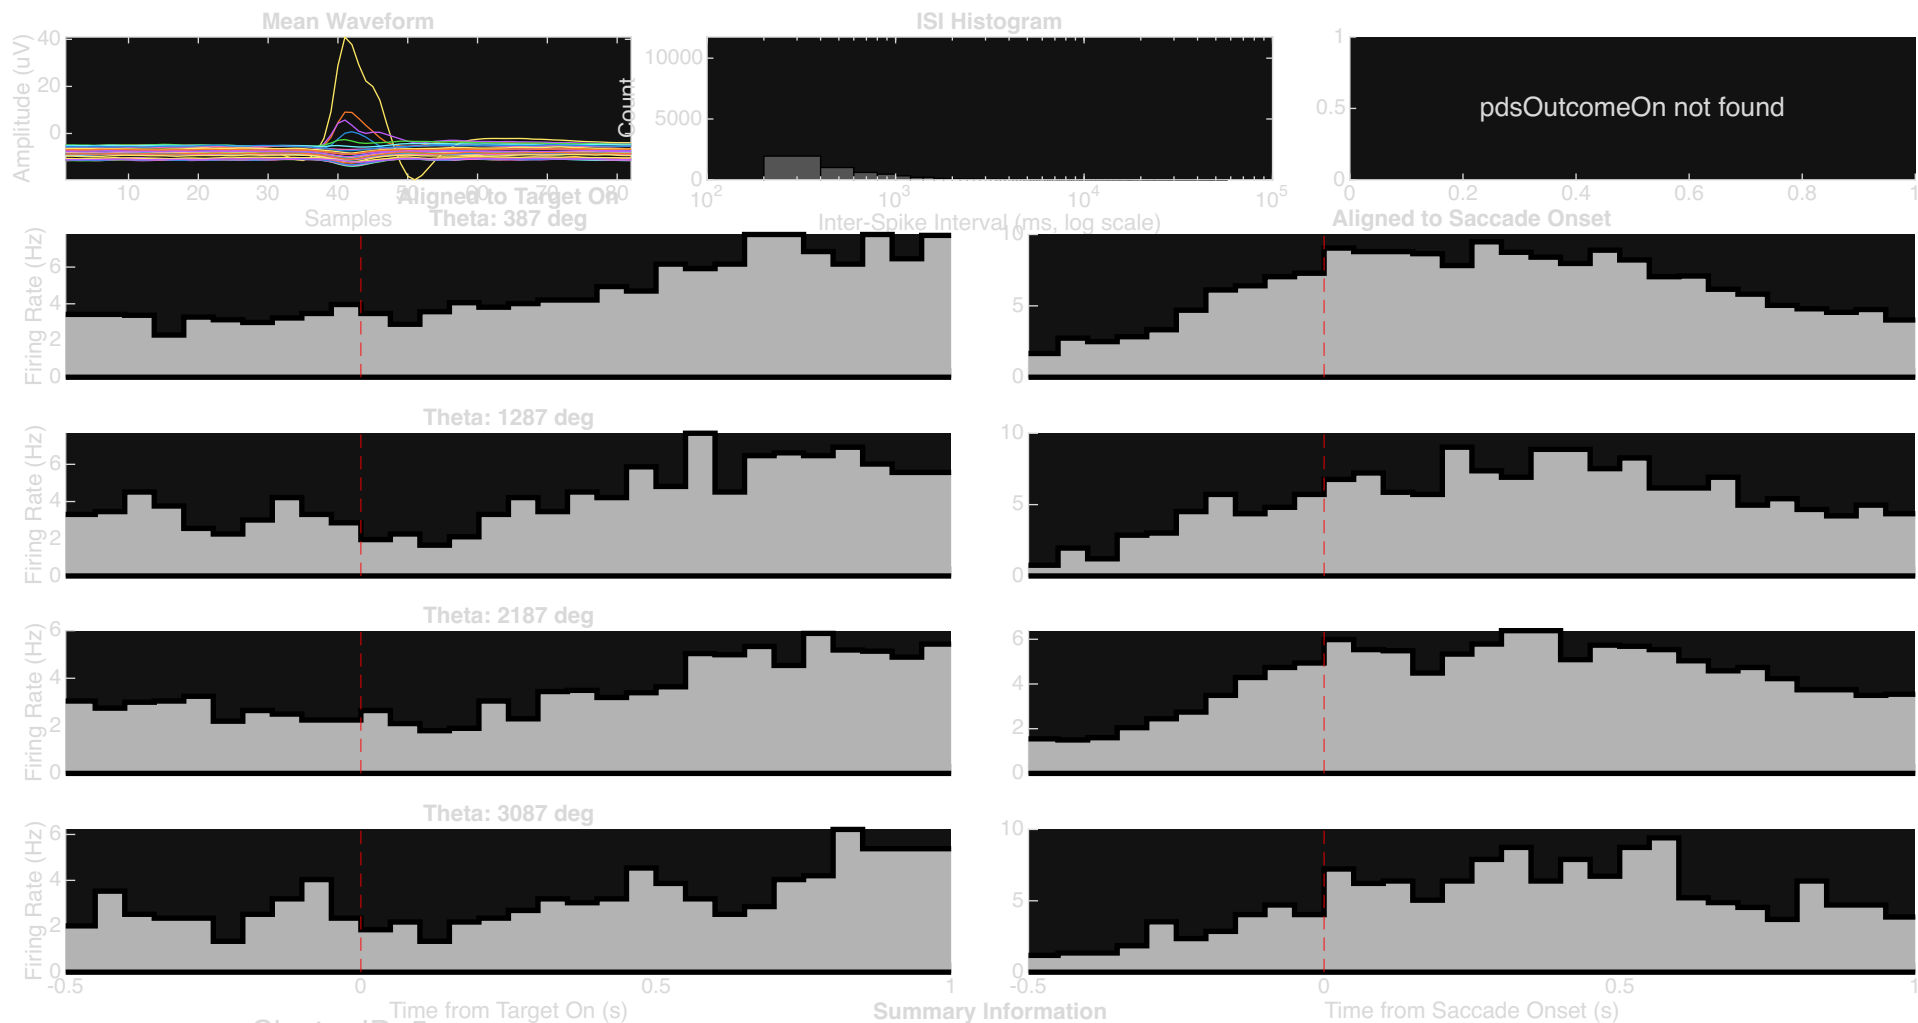 Mean Waveform
ISI Histogram
Amplitude (uV)
40
20
0
10 20 30 40 50 60 70 80
Samples
Count
10000
5000
0
10^2 10^3 10^4 10^5
Inter-Spike Interval (ms, log scale)
1
0.5
0
pdsOutcomeOn not found
0 0.2 0.4 0.6 0.8 1
Aligned to Target On
Theta: 387 deg
Aligned to Saccade Onset
Firing Rate (Hz)
6
4
2
0
10
5
0
Theta: 1287 deg
Firing Rate (Hz)
6
4
2
0
10
5
0
Theta: 2187 deg
Firing Rate (Hz)
6
4
2
0
6
4
2
0
Theta: 3087 deg
Firing Rate (Hz)
6
4
2
0
10
5
0
-0.5 0 0.5 1
-0.5 0 0.5 1
Time from Target On (s)
Summary Information
Time from Saccade Onset (s)